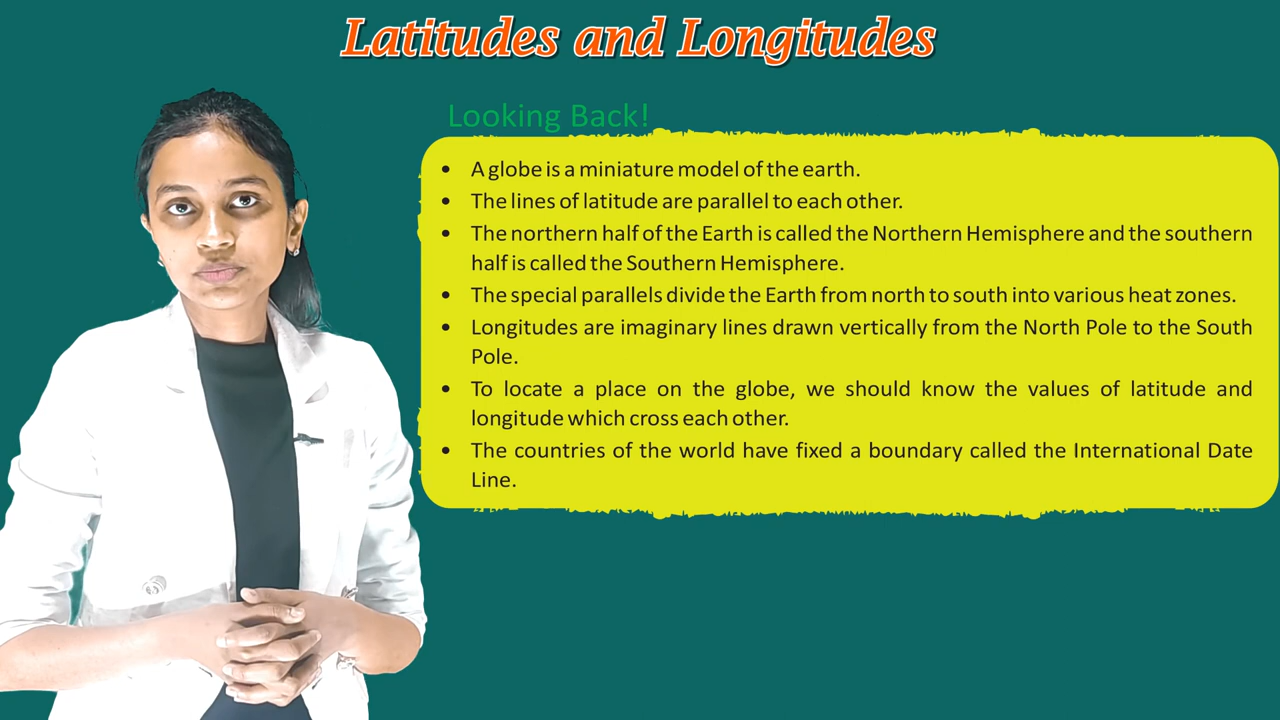 Latitudes and Longitudes
Looking Back!
• A globe is a miniature model of the earth.
• The lines of latitude are parallel to each other.
• The northern half of the Earth is called the Northern Hemisphere and the southern
half is called the Southern Hemisphere.
• The special parallels divide the Earth from north to south into various heat zones.
• Longitudes are imaginary lines drawn vertically from the North Pole to the South
Pole.
• To locate a place on the globe, we should know the values of latitude and
longitude which cross each other.
• The countries of the world have fixed a boundary called the International Date
Line.